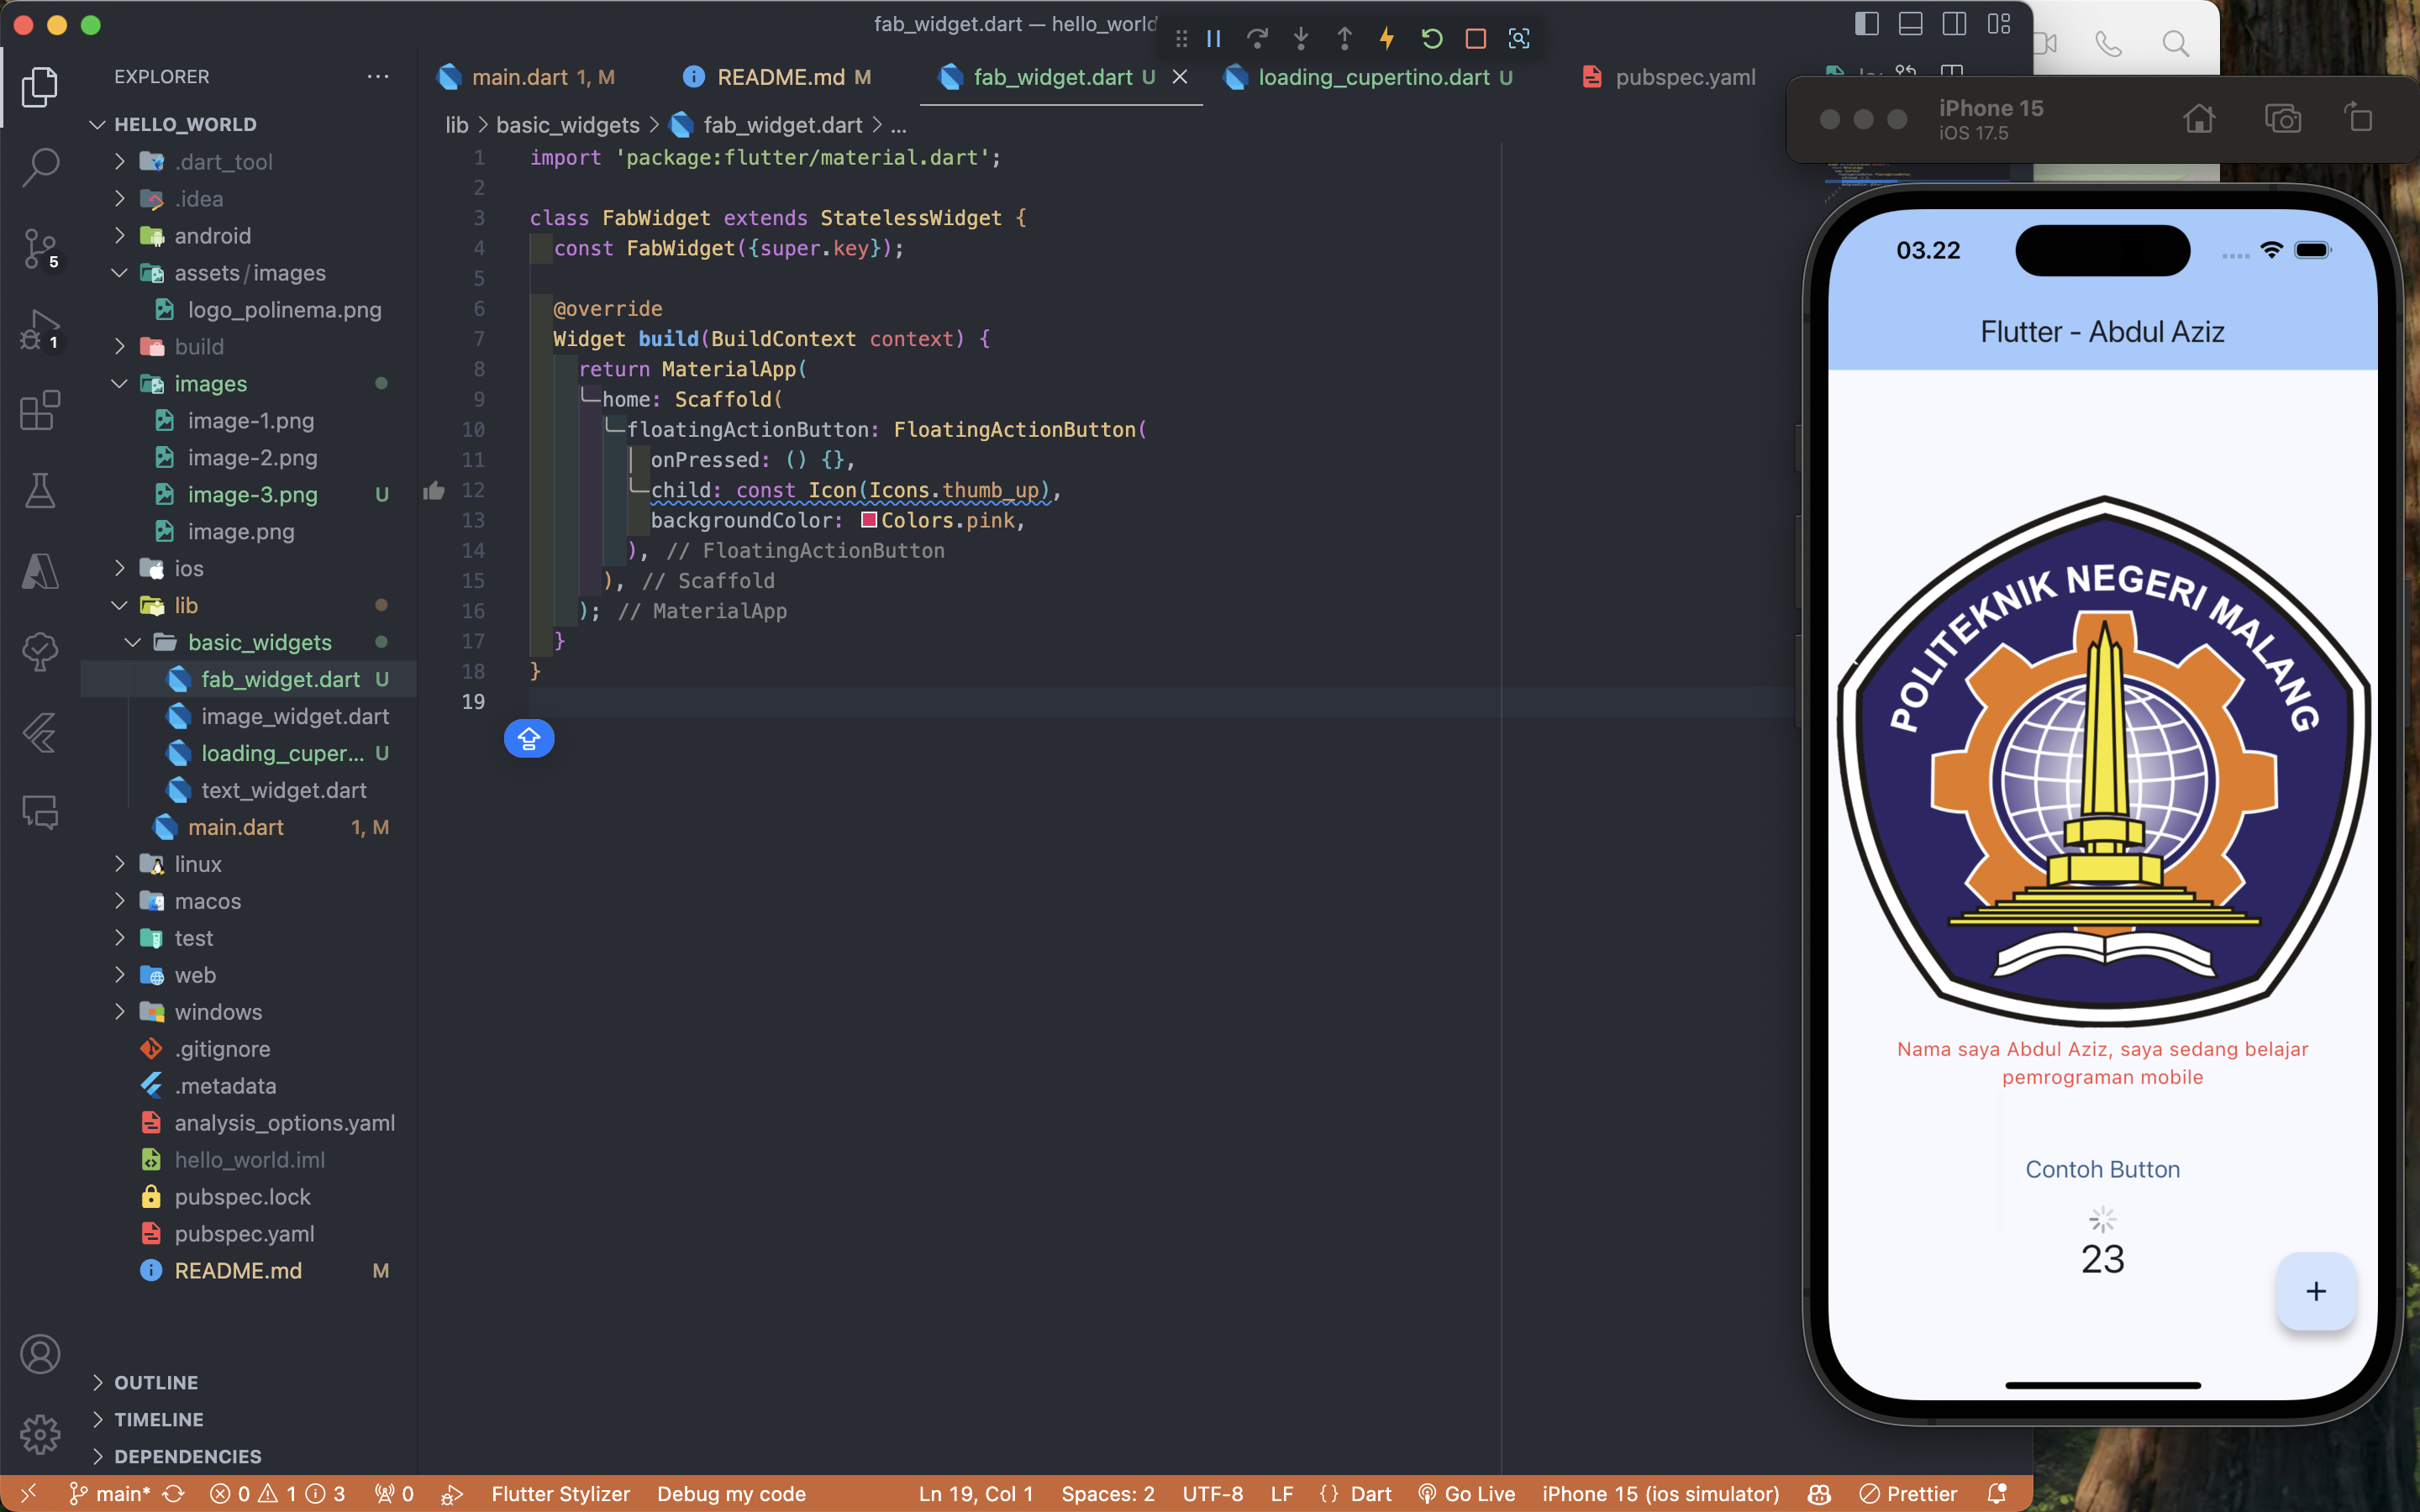 fab_widget.dart — hello_world
EXPLORER
main.dart 1, M
README.md M
fab_widget.dart U
loading_cupertino.dart U
pubspec.yaml
lib > basic_widgets > fab_widget.dart > ...
HELLO_WORLD
.dart_tool
.idea
android
assets/images
logo_polinema.png
build
images
image-1.png
image-2.png
image-3.png U
image.png
ios
lib
basic_widgets
fab_widget.dart U
image_widget.dart
loading_cuper... U
text_widget.dart
main.dart 1, M
linux
macos
test
web
windows
.gitignore
.metadata
analysis_options.yaml
hello_world.iml
pubspec.lock
pubspec.yaml
README.md M
OUTLINE
TIMELINE
DEPENDENCIES
5
1
1 import 'package:flutter/material.dart';
2
3 class FabWidget extends StatelessWidget {
4 const FabWidget({super.key});
5
6 @override
7 Widget build(BuildContext context) {
8 return MaterialApp(
9 home: Scaffold(
10 floatingActionButton: FloatingActionButton(
11 onPressed: () {},
12 child: const Icon(Icons.thumb_up),
13 backgroundColor: Colors.pink,
14 ), // FloatingActionButton
15 ), // Scaffold
16 ); // MaterialApp
17 }
18 }
19
iPhone 15
iOS 17.5
03.22
Flutter - Abdul Aziz
POLITEKNIK NEGERI MALANG
Nama saya Abdul Aziz, saya sedang belajar
pemrograman mobile
Contoh Button
23
+
main* 0 1 3 0 Flutter Stylizer Debug my code Ln 19, Col 1 Spaces: 2 UTF-8 LF {} Dart Go Live iPhone 15 (ios simulator) Prettier